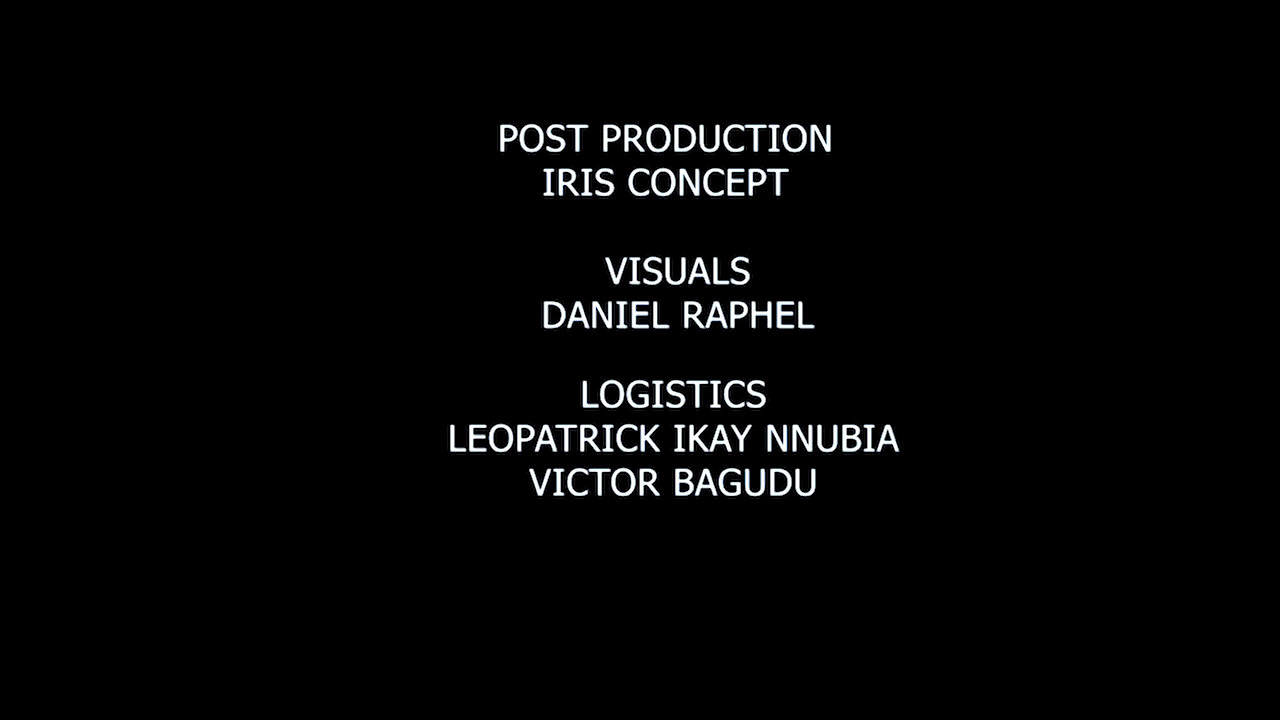 POST PRODUCTION
IRIS CONCEPT
VISUALS
DANIEL RAPHEL
LOGISTICS
LEOPATRICK IKAY NNUBIA
VICTOR BAGUDU